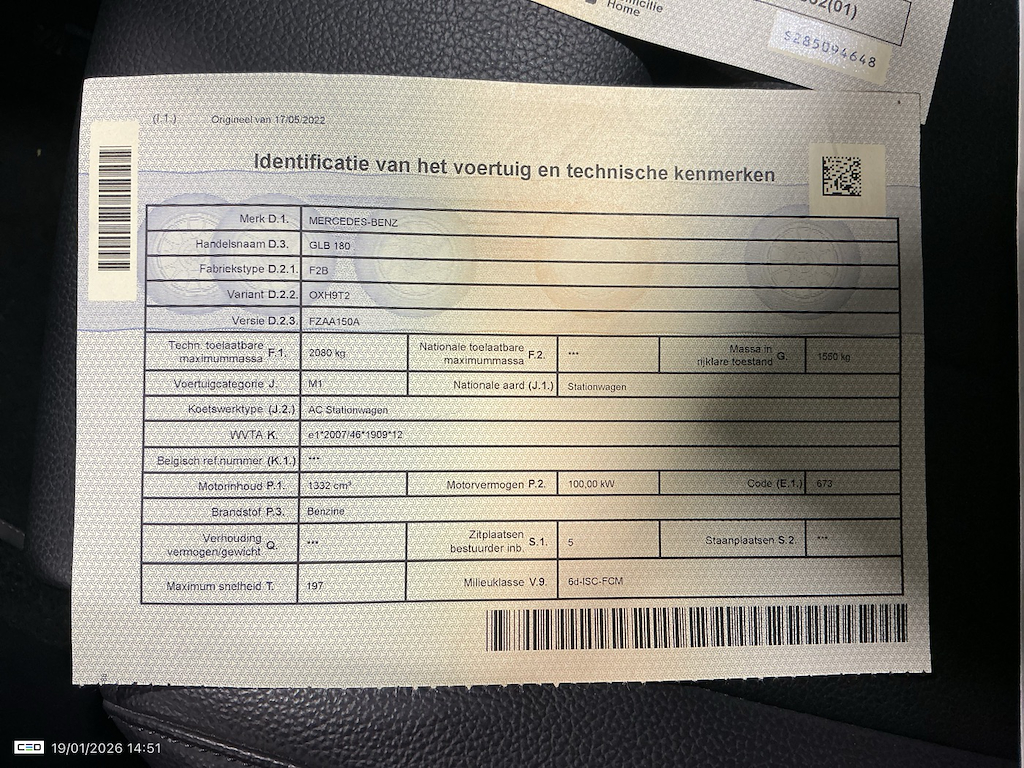 Home
S285094648
(I.1.) Origineel van 17/05/2022
Identificatie van het voertuig en technische kenmerken
Merk D.1. MERCEDES-BENZ
Handelsnaam D.3. GLB 180
Fabriekstype D.2.1. F2B
Variant D.2.2. OXH9T2
Versie D.2.3. FZAA150A
Techn. toelaatbare maximummassa F.1. 2080 kg Nationale toelaatbare maximummassa F.2. *** Massa in rijklare toestand G. 1550 kg
Voertuigcategorie J. M1 Nationale aard (J.1.) Stationwagen
Koetswerktype (J.2.) AC Stationwagen
WVTA K. e1*2007/46*1909*12
Belgisch ref.nummer (K.1.) ***
Motorinhoud P.1. 1332 cm³ Motorvermogen P.2. 100,00 kW Code (E.1.) 673
Brandstof P.3. Benzine
Verhouding vermogen/gewicht Q. *** Zitplaatsen bestuurder inb. S.1. 5 Staanplaatsen S.2. ***
Maximum snelheid T. 197 Milieuklasse V.9. 6d-ISC-FCM
CEO 19/01/2026 14:51